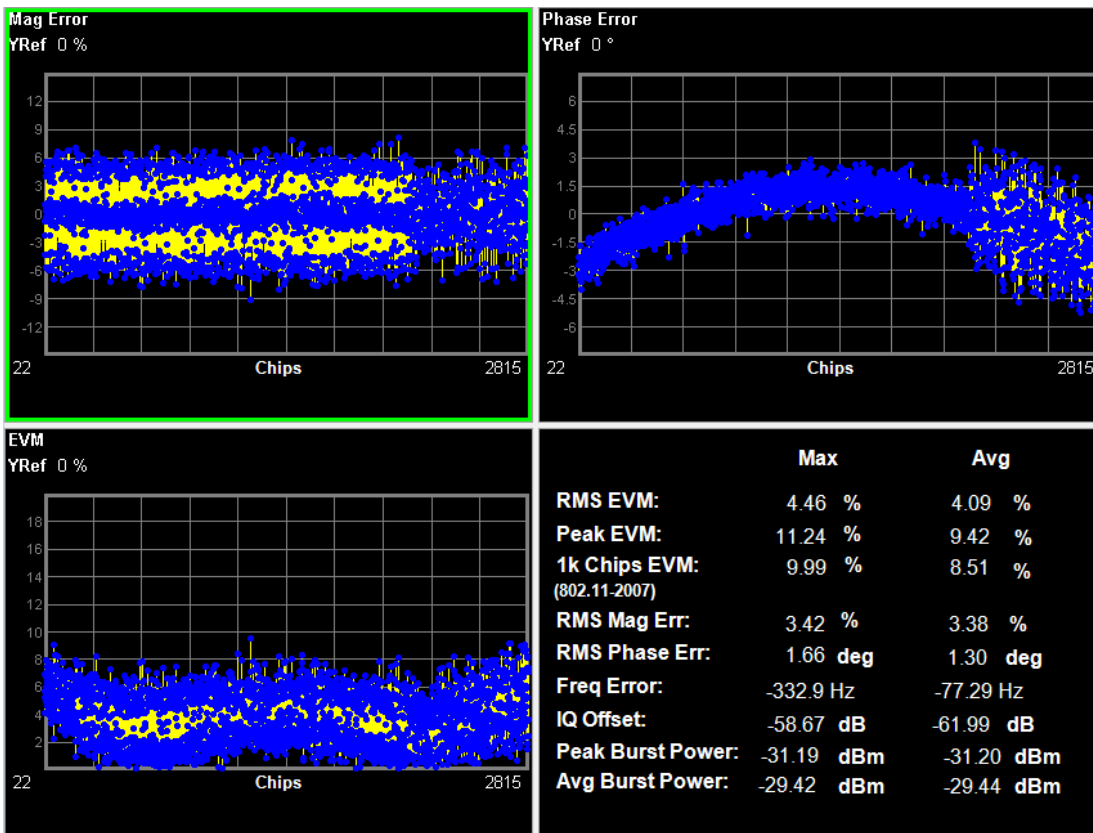 Mag Error
YRef 0 %
12
9
6
3
0
-3
-6
-9
-12
22 Chips 2815
Phase Error
YRef 0 °
6
4.5
3
1.5
0
-1.5
-3
-4.5
-6
22 Chips 2815
EVM
YRef 0 %
18
16
14
12
10
8
6
4
2
22 Chips 2815
Max Avg
RMS EVM: 4.46 % 4.09 %
Peak EVM: 11.24 % 9.42 %
1k Chips EVM: 9.99 % 8.51 %
(802.11-2007)
RMS Mag Err: 3.42 % 3.38 %
RMS Phase Err: 1.66 deg 1.30 deg
Freq Error: -332.9 Hz -77.29 Hz
IQ Offset: -58.67 dB -61.99 dB
Peak Burst Power: -31.19 dBm -31.20 dBm
Avg Burst Power: -29.42 dBm -29.44 dBm